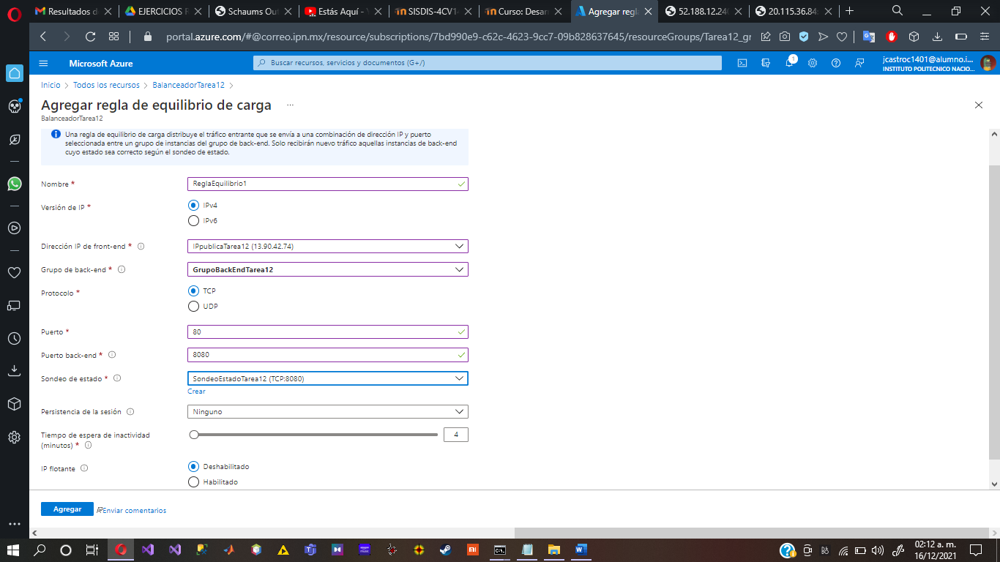 Resultados de
EJERCICIOS R
Schaums Out
Estás Aquí - Y
SISDIS-4CV14
Curso: Desar
Agregar regla
52.188.12.240
20.115.36.84:
portal.azure.com/#@correo.ipn.mx/resource/subscriptions/7bd990e9-c62c-4623-9cc7-09b828637645/resourceGroups/Tarea12_gr
Microsoft Azure
Buscar recursos, servicios y documentos (G+/)
1
jcastroc1401@alumno.i...
INSTITUTO POLITECNICO NACIO...
Inicio > Todos los recursos > BalanceadorTarea12 >
Agregar regla de equilibrio de carga ...
BalanceadorTarea12
Una regla de equilibrio de carga distribuye el tráfico entrante que se envía a una combinación de dirección IP y puerto
seleccionada entre un grupo de instancias del grupo de back-end. Solo recibirán nuevo tráfico aquellas instancias de back-end
cuyo estado sea correcto según el sondeo de estado.
Nombre * ReglaEquilibrio1
Versión de IP * IPv4
IPv6
Dirección IP de front-end * IPpublicaTarea12 (13.90.42.74)
Grupo de back-end * GrupoBackEndTarea12
Protocolo * TCP
UDP
Puerto * 80
Puerto back-end * 8080
Sondeo de estado * SondeoEstadoTarea12 (TCP:8080)
Crear
Persistencia de la sesión Ninguno
Tiempo de espera de inactividad
(minutos) * 4
IP flotante Deshabilitado
Habilitado
Agregar
Enviar comentarios
02:12 a. m.
16/12/2021